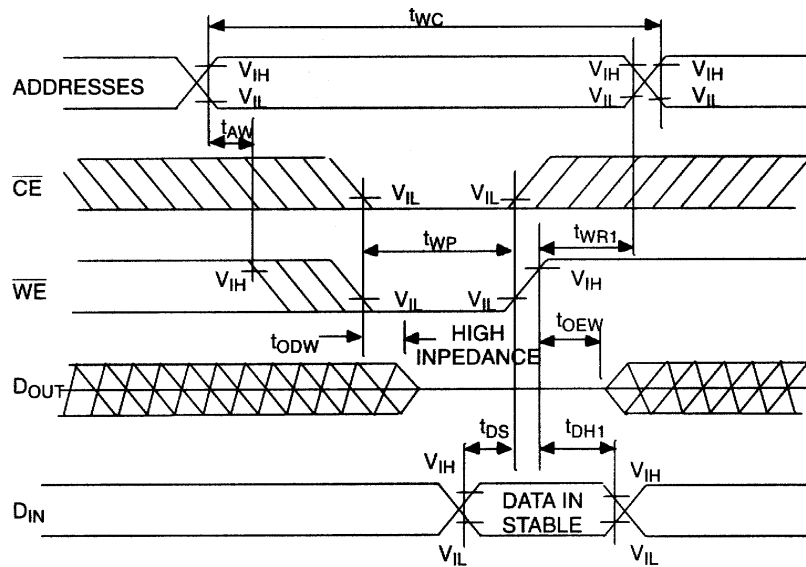 tWC
ADDRESSES
VIH
VIL
VIH
VIL
VIH
VIL
tAW
CE
VIL
VIL
tWP
tWR1
WE
VIH
VIL
VIL
VIH
tODW
HIGH
INPEDANCE
tOEW
DOUT
tDS
tDH1
VIH
VIH
DIN
DATA IN
STABLE
VIL
VIL